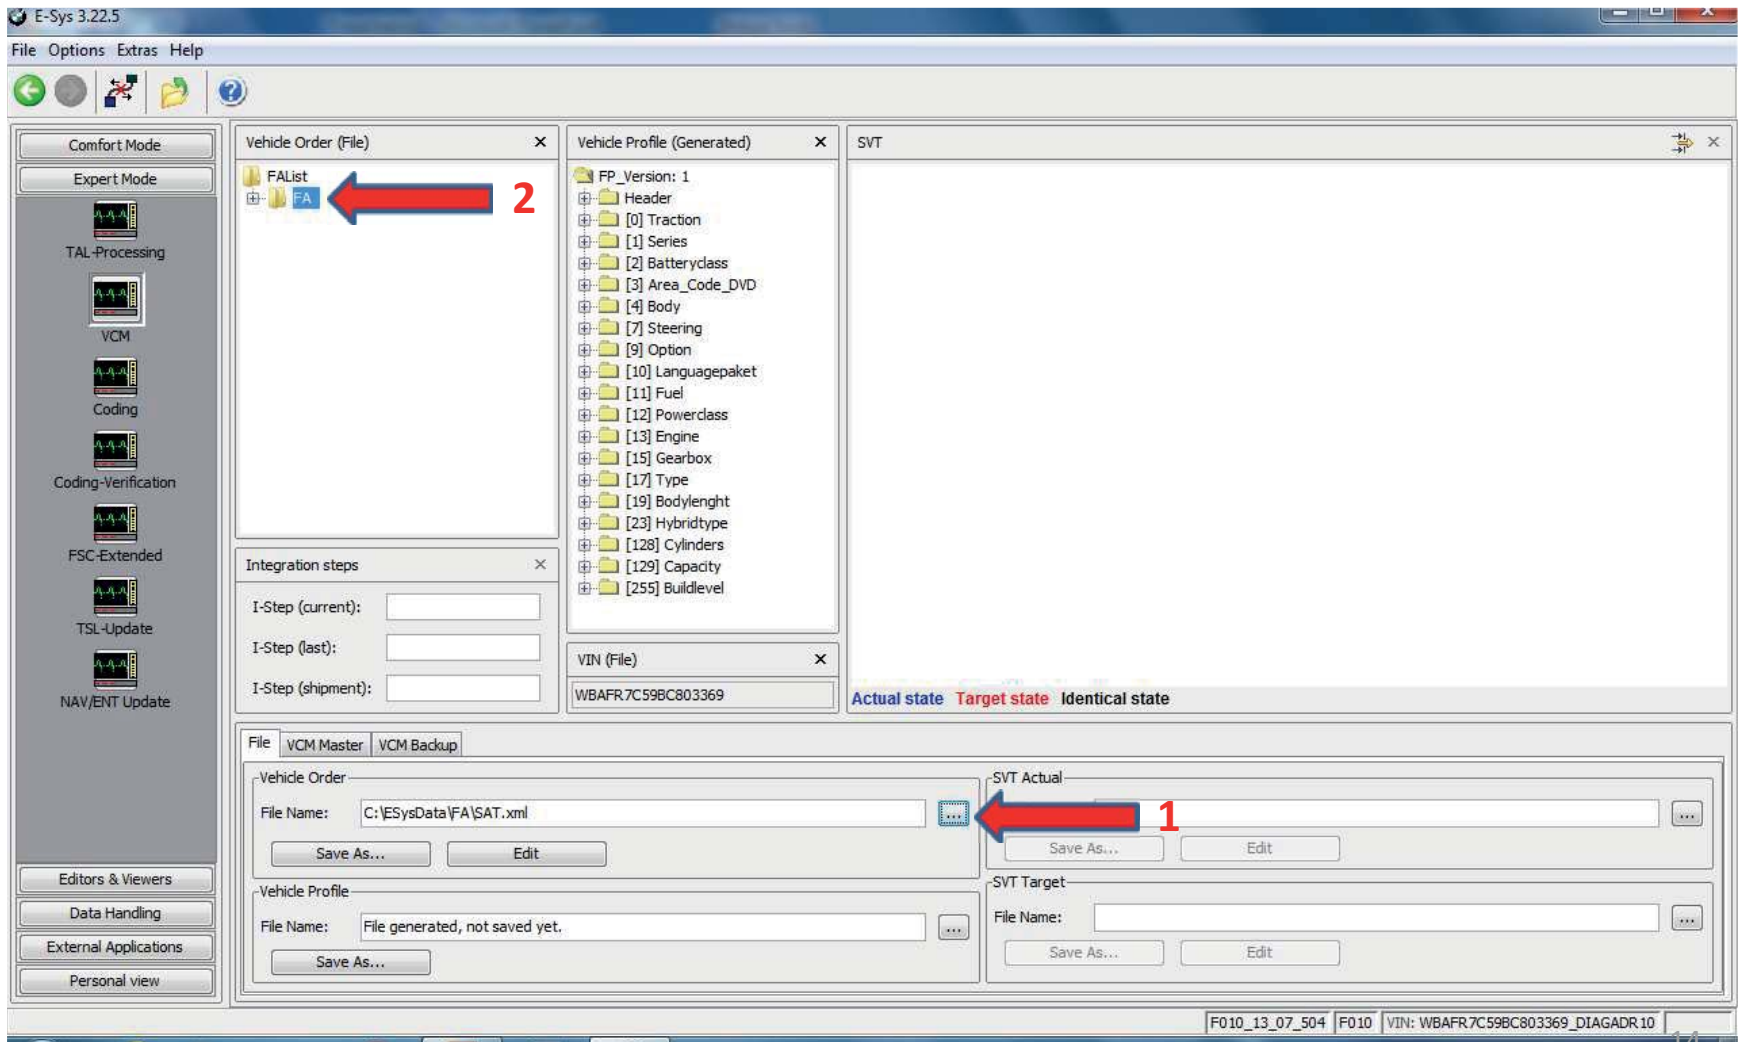 E-Sys 3.22.5
File Options Extras Help
Comfort Mode
Expert Mode
TAL-Processing
VCM
Coding
Coding-Verification
FSC-Extended
TSL-Update
NAV/ENT Update
Editors & Viewers
Data Handling
External Applications
Personal view
Vehicle Order (File)
FAList
FA
2
Integration steps
I-Step (current):
I-Step (last):
I-Step (shipment):
Vehicle Profile (Generated)
FP_Version: 1
Header
[0] Traction
[1] Series
[2] Batteryclass
[3] Area_Code_DVD
[4] Body
[7] Steering
[9] Option
[10] Languagepaket
[11] Fuel
[12] Powerclass
[13] Engine
[15] Gearbox
[17] Type
[19] Bodylenght
[23] Hybridtype
[128] Cylinders
[129] Capacity
[255] Buildlevel
VIN (File)
WBAFR7C59BC803369
SVT
Actual state Target state Identical state
File VCM Master VCM Backup
Vehicle Order
File Name: C:\ESysData\FA\SAT.xml ...
Save As... Edit
Vehicle Profile
File Name: File generated, not saved yet. ...
Save As...
SVT Actual
1 ...
Save As... Edit
SVT Target
File Name: ...
Save As... Edit
F010_13_07_504 F010 VIN: WBAFR7C59BC803369_DIAGADR10
14